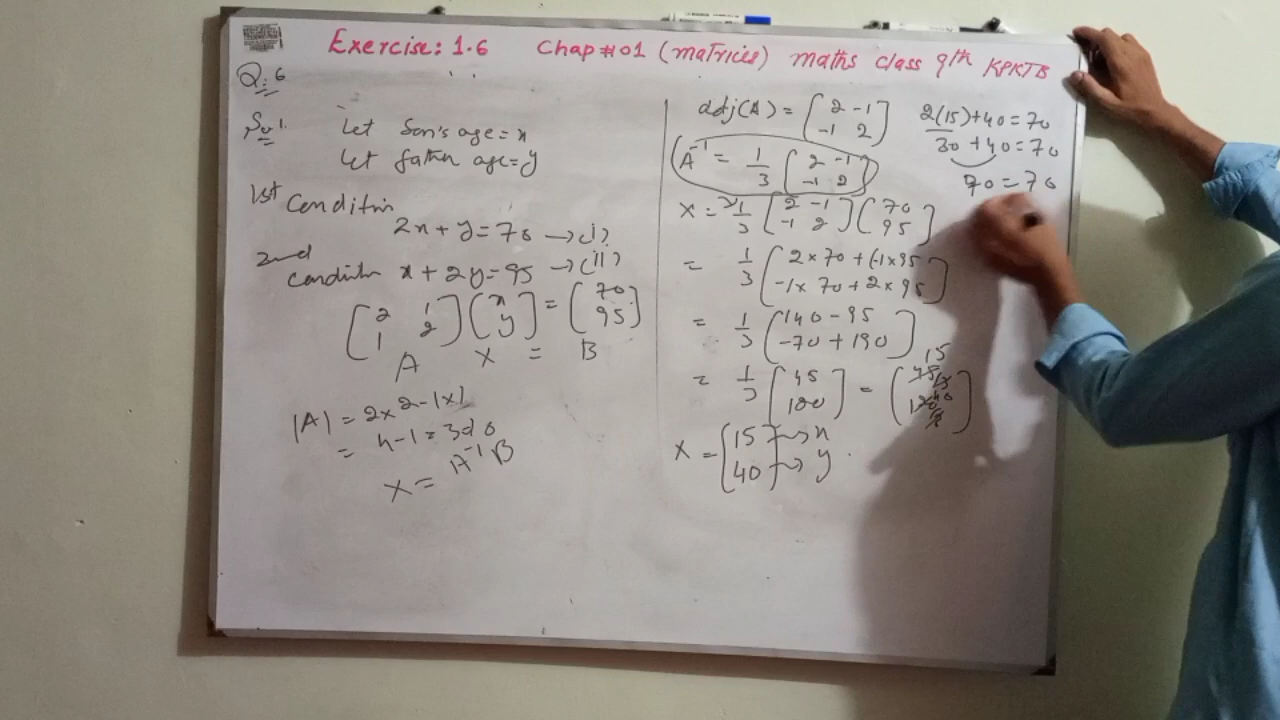 Exercise: 1.6 Chap # 01 (matrices) maths class 9th KPKTB
Q:6
Sol.
Let Son's age = x
Let father age = y
1st Condition
2x + y = 70 → (i)
2nd
Condition x + 2y = 95 → (ii)
[2 1
1 2] [x
y] = [70
95]
A X = B
|A| = 2x2 - 1x1
= 4 - 1 = 3 ≠ 0
X = A⁻¹B
adj(A) = [2 -1
-1 2]
A⁻¹ = 1/3 [2 -1
-1 2]
X = 1/3 [2 -1
-1 2] [70
95]
= 1/3 [2x70 + (-1x95
-1x70 + 2x95]
= 1/3 [140 - 95
-70 + 190]
= 1/3 [45
120] = [45/3 15
120/3 40]
X = [15 → x
40 → y
2(15) + 40 = 70
30 + 40 = 70
70 = 70